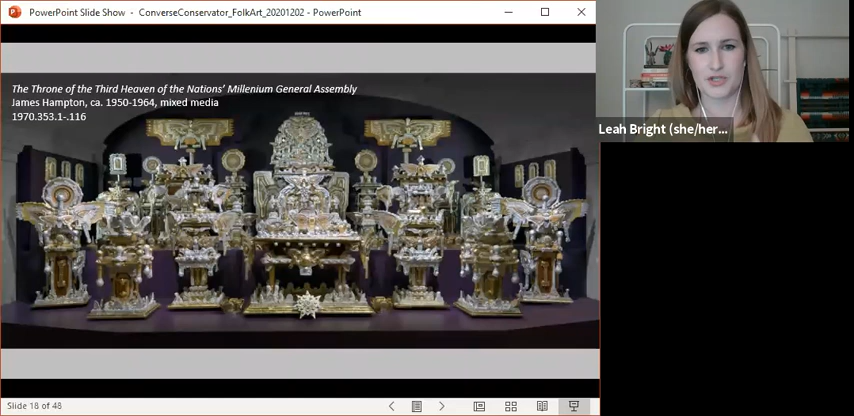 PowerPoint Slide Show - ConverseConservator_FolkArt_20201202 - PowerPoint
The Throne of the Third Heaven of the Nations' Millenium General Assembly
James Hampton, ca. 1950-1964, mixed media
1970.353.1-.116
Leah Bright (she/her...
Slide 18 of 48